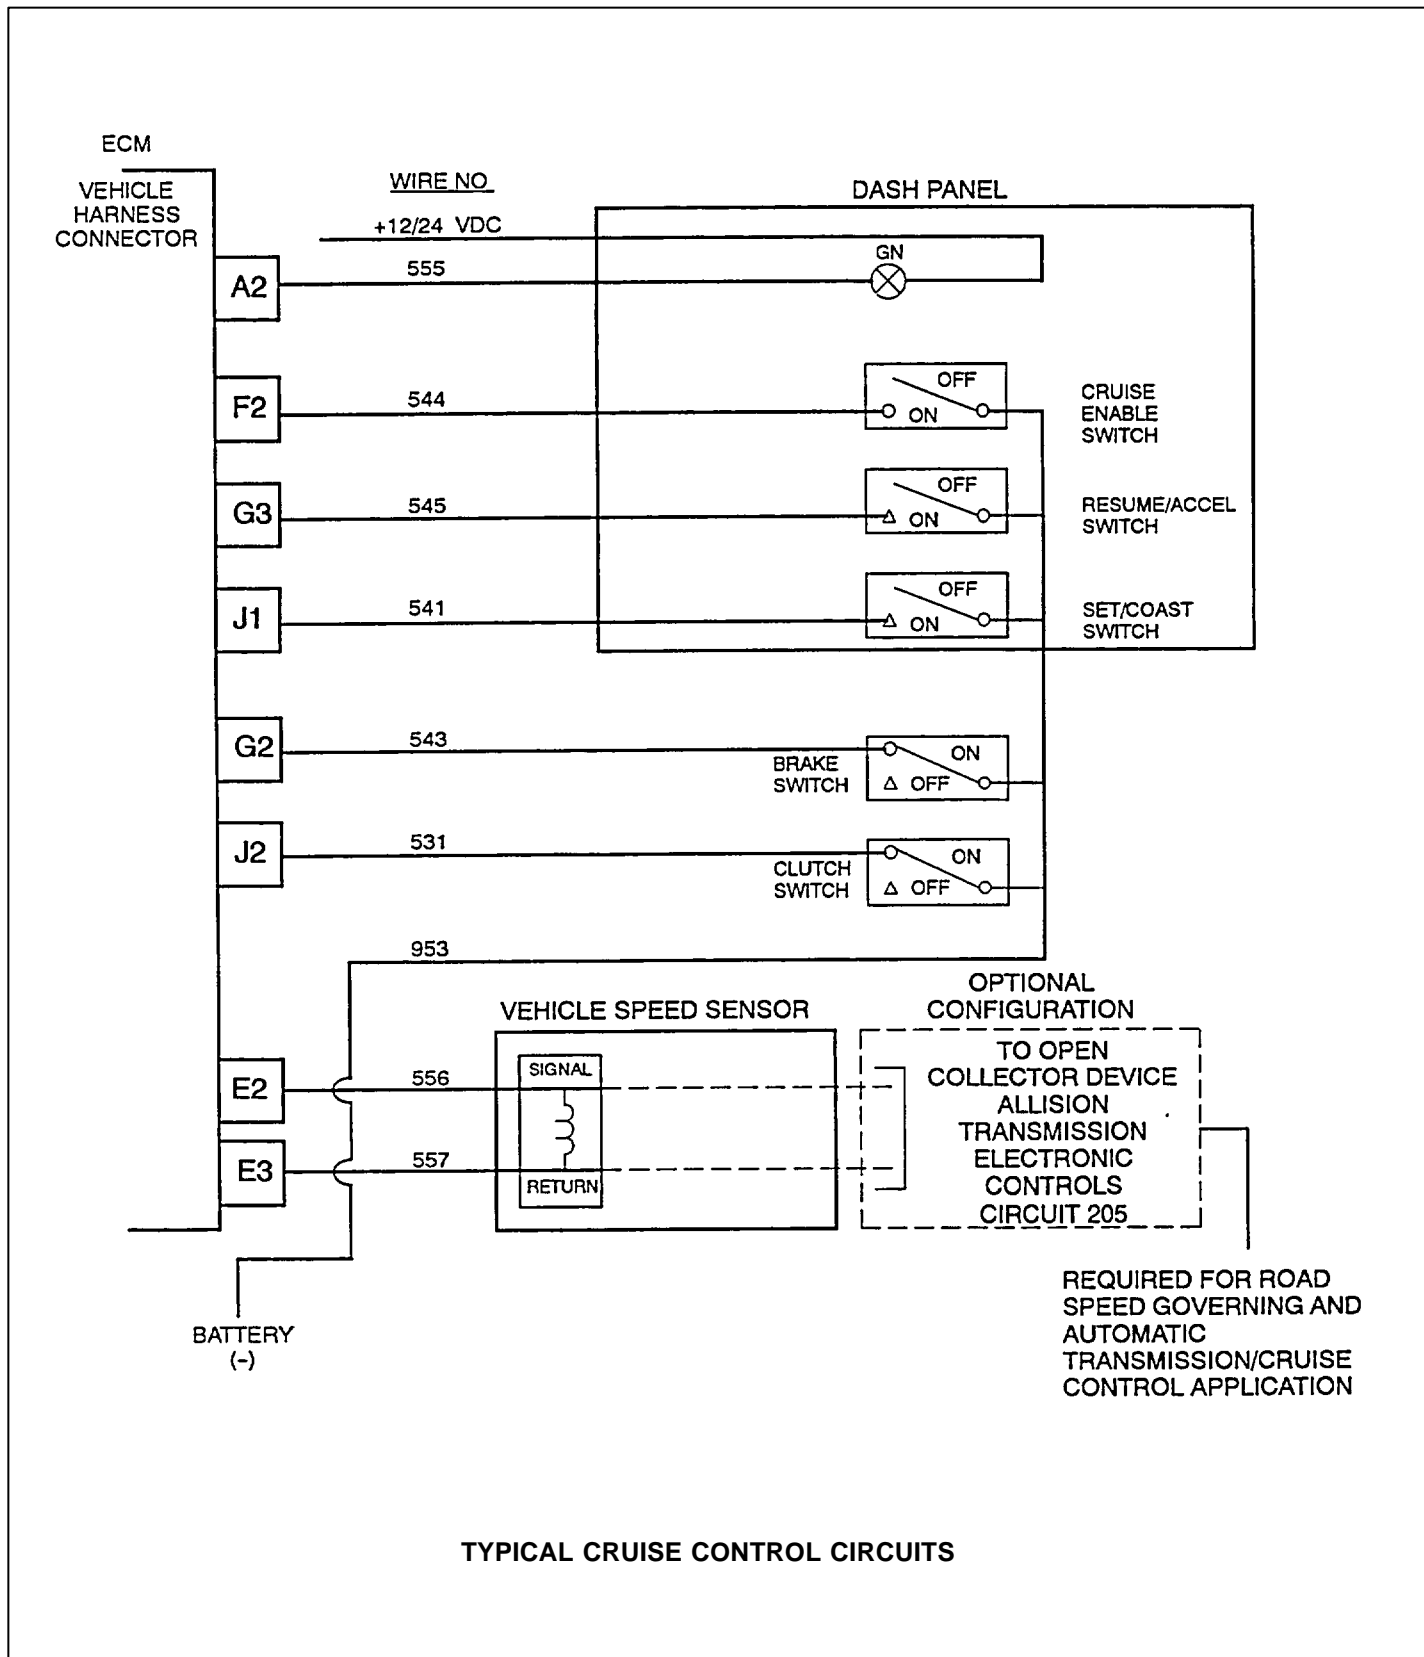 ECM
VEHICLE
HARNESS
CONNECTOR
WIRE NO
DASH PANEL
+12/24 VDC
GN
A2
555
F2
544
OFF
ON
CRUISE
ENABLE
SWITCH
G3
545
OFF
ON
RESUME/ACCEL
SWITCH
J1
541
OFF
ON
SET/COAST
SWITCH
G2
543
BRAKE
SWITCH
ON
OFF
J2
531
CLUTCH
SWITCH
ON
OFF
953
VEHICLE SPEED SENSOR
OPTIONAL
CONFIGURATION
E2
556
SIGNAL
E3
557
RETURN
TO OPEN
COLLECTOR DEVICE
ALLISION
TRANSMISSION
ELECTRONIC
CONTROLS
CIRCUIT 205
BATTERY
(-)
REQUIRED FOR ROAD
SPEED GOVERNING AND
AUTOMATIC
TRANSMISSION/CRUISE
CONTROL APPLICATION
TYPICAL CRUISE CONTROL CIRCUITS